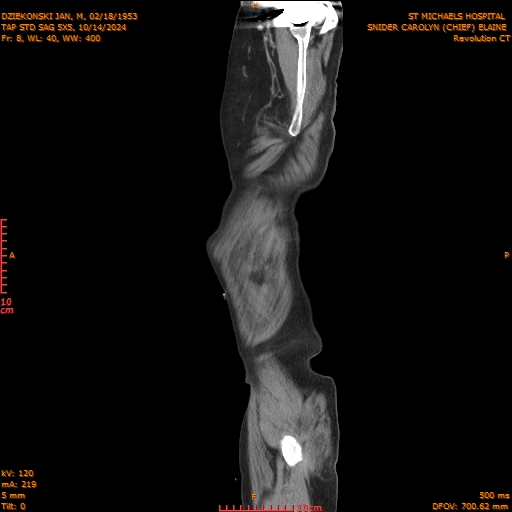 DZIEKONSKI JAN, M, 02/18/1953
TAP STD SAG 5X5, 10/14/2024
Fr: 8, WL: 40, WW: 400
ST MICHAELS HOSPITAL
SNIDER CAROLYN (CHIEF) ELAINE
Revolution CT
A
P
10
cm
kV: 120
mA: 219
5 mm
Tilt: 0
F
10cm
500 ms
DFOV: 700.62 mm